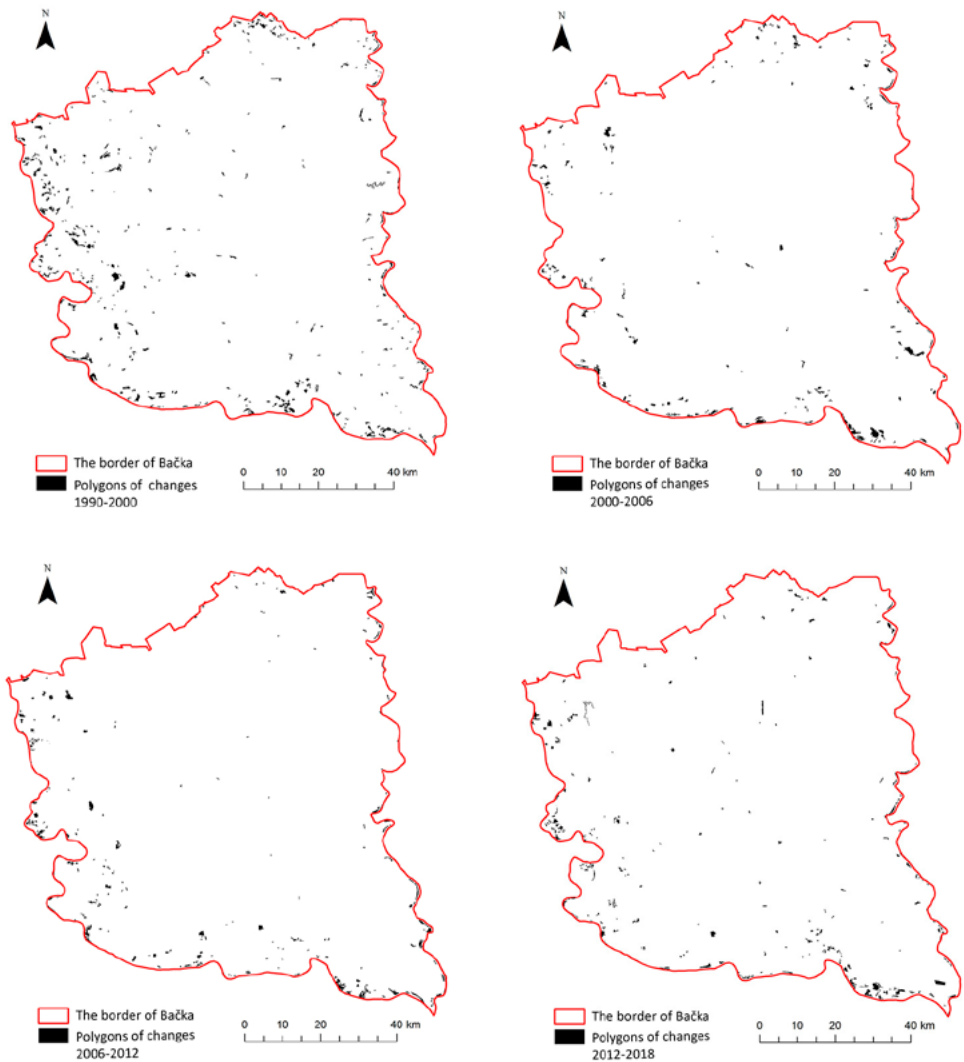 N
N
The border of Bačka
Polygons of changes
1990-2000
0 10 20 40 km
The border of Bačka
Polygons of changes
2000-2006
0 10 20 40 km
N
N
The border of Bačka
Polygons of changes
2006-2012
0 10 20 40 km
The border of Bačka
Polygons of changes
2012-2018
0 10 20 40 km